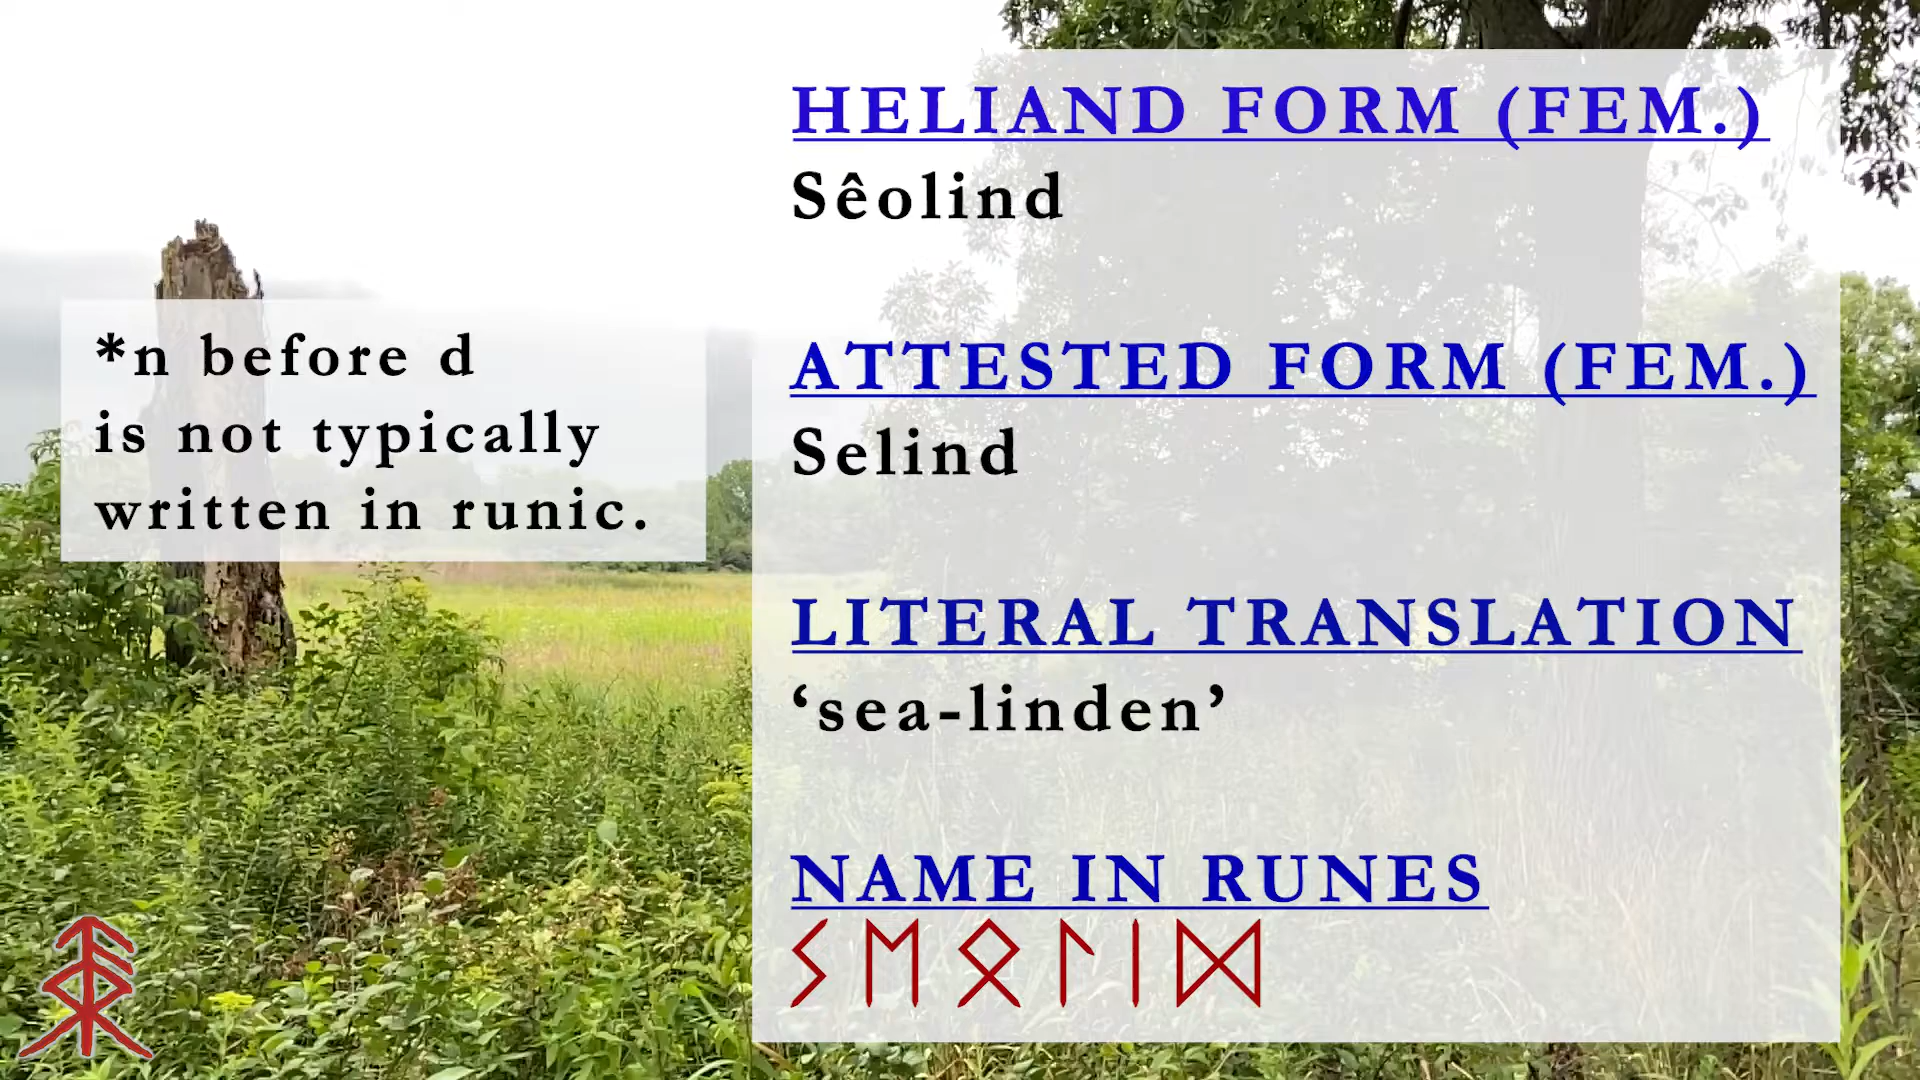 HELIAND FORM (FEM.)
Sêolind
ATTESTED FORM (FEM.)
Selind
LITERAL TRANSLATION
‘sea-linden’
NAME IN RUNES
ᛊᛖᛟᛚᛁᛞ
*n before d
is not typically
written in runic.